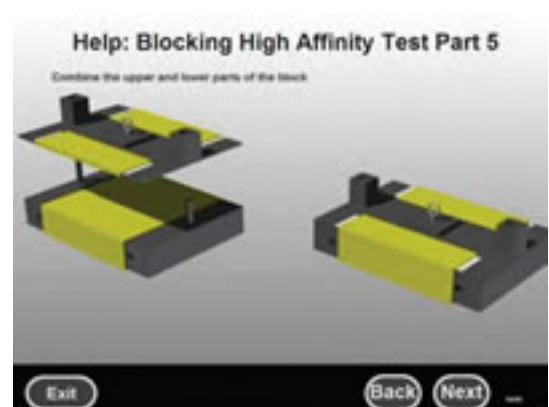 Help: Blocking High Affinity Test Part 5
Combine the upper and lower parts of the block
Exit
Back
Next